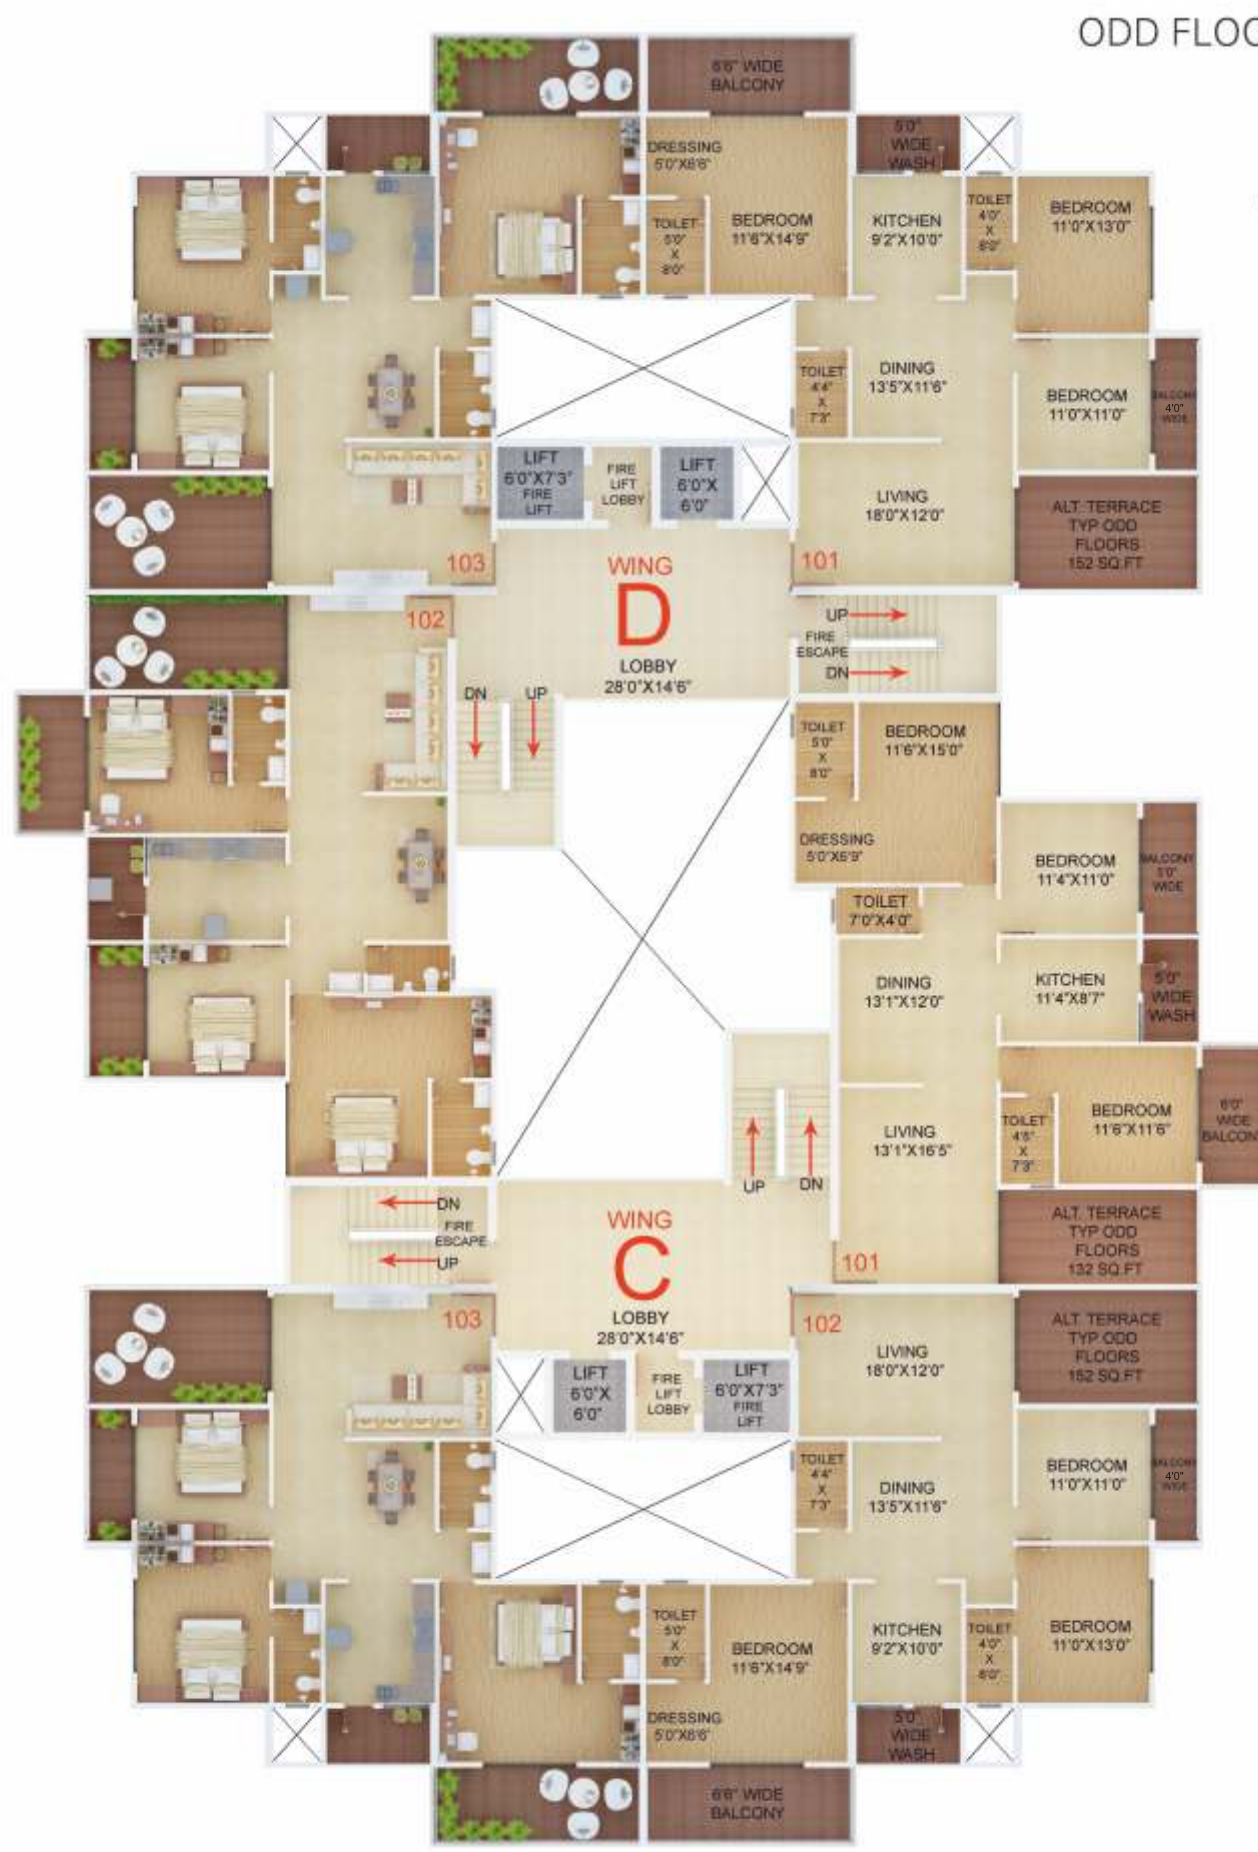 ODD FLOO
6'6" WIDE
BALCONY
5'0"
WIDE
WASH
DRESSING
5'0"X6'6"
TOILET
5'0"
X
8'0"
BEDROOM
11'6"X14'9"
KITCHEN
9'2"X10'0"
TOILET
4'0"
X
8'0"
BEDROOM
11'0"X13'0"
TOILET
4'4"
X
7'3"
DINING
13'5"X11'6"
BEDROOM
11'0"X11'0"
BALCONY
4'0"
WIDE
LIFT
6'0"X7'3"
FIRE
LIFT
FIRE
LIFT
LOBBY
LIFT
6'0"X
6'0"
LIVING
18'0"X12'0"
ALT. TERRACE
TYP ODD
FLOORS
152 SQ.FT
103
WING
D
101
102
LOBBY
28'0"X14'6"
UP
FIRE
ESCAPE
DN
DN
UP
TOILET
5'0"
X
8'0"
BEDROOM
11'6"X15'0"
DRESSING
5'0"X6'9"
BEDROOM
11'4"X11'0"
BALCONY
5'0"
WIDE
TOILET
7'0"X4'0"
DINING
13'1"X12'0"
KITCHEN
11'4"X8'7"
5'0"
WIDE
WASH
LIVING
13'1"X16'5"
TOILET
4'6"
X
7'3"
BEDROOM
11'6"X11'6"
6'0"
WIDE
BALCON
UP
DN
DN
FIRE
ESCAPE
UP
WING
C
LOBBY
28'0"X14'6"
101
ALT. TERRACE
TYP ODD
FLOORS
132 SQ.FT
103
102
LIVING
18'0"X12'0"
ALT. TERRACE
TYP ODD
FLOORS
152 SQ.FT
LIFT
6'0"X
6'0"
FIRE
LIFT
LOBBY
LIFT
6'0"X7'3"
FIRE
LIFT
TOILET
4'4"
X
7'3"
DINING
13'5"X11'6"
BEDROOM
11'0"X11'0"
BALCONY
4'0"
WIDE
TOILET
5'0"
X
8'0"
BEDROOM
11'6"X14'9"
KITCHEN
9'2"X10'0"
TOILET
4'0"
X
8'0"
BEDROOM
11'0"X13'0"
DRESSING
5'0"X6'6"
5'0"
WIDE
WASH
6'6" WIDE
BALCONY